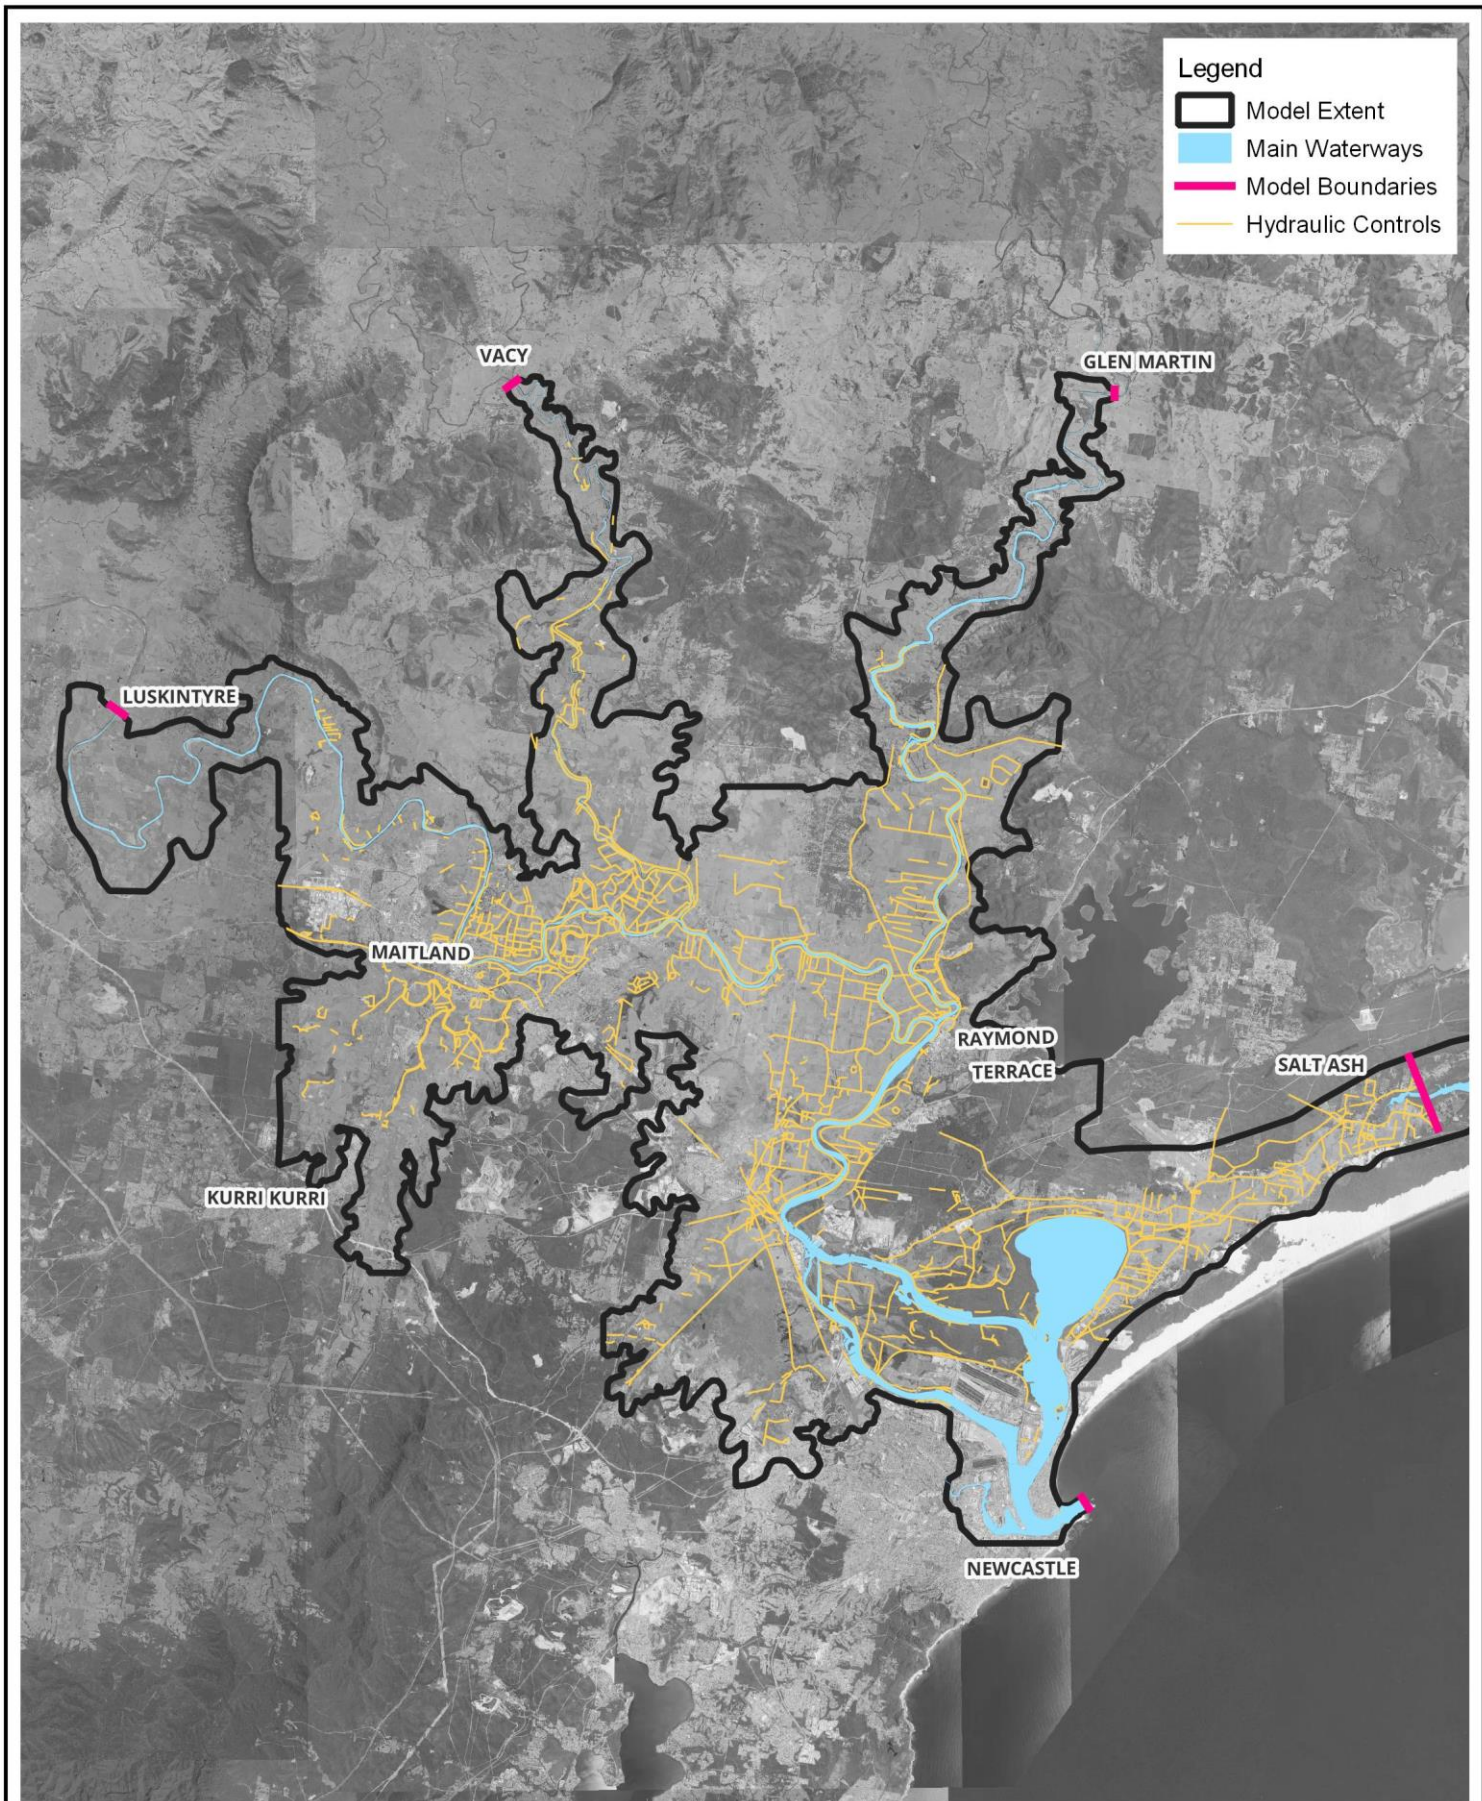 Legend
Model Extent
Main Waterways
Model Boundaries
Hydraulic Controls
VACY
GLEN MARTIN
LUSKINTYRE
MAITLAND
RAYMOND
TERRACE
SALT ASH
KURRI KURRI
NEWCASTLE